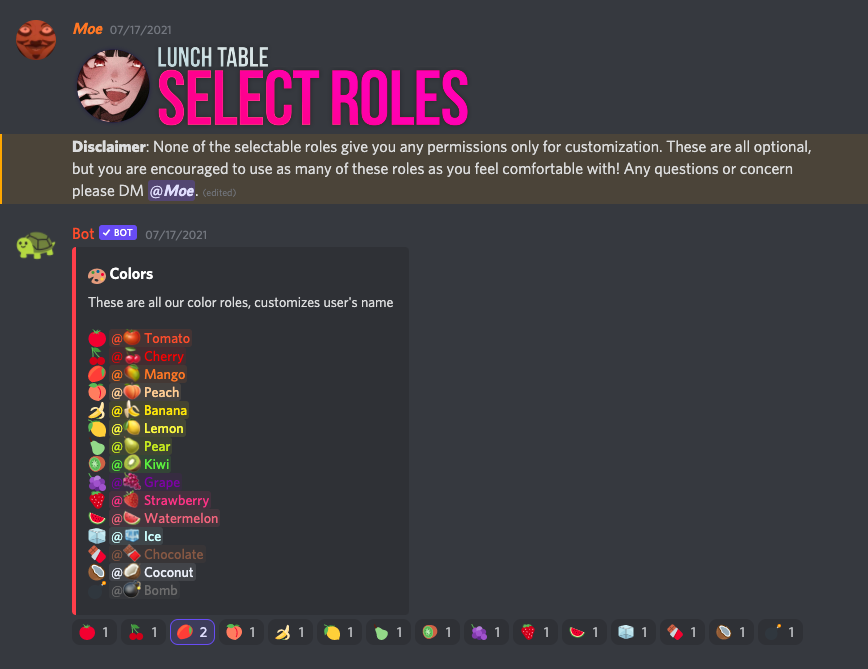 Moe 07/17/2021
LUNCH TABLE
SELECT ROLES
Disclaimer: None of the selectable roles give you any permissions only for customization. These are all optional,
but you are encouraged to use as many of these roles as you feel comfortable with! Any questions or concern
please DM @Moe. (edited)
Bot ✓ BOT 07/17/2021
🎨 Colors
These are all our color roles, customizes user's name
🍅 @🍅 Tomato
🍒 @🍒 Cherry
🥭 @🥭 Mango
🍑 @🍑 Peach
🍌 @🍌 Banana
🍋 @🍋 Lemon
🍐 @🍐 Pear
🥝 @🥝 Kiwi
🍇 @🍇 Grape
🍓 @🍓 Strawberry
🍉 @🍉 Watermelon
🧊 @🧊 Ice
🍫 @🍫 Chocolate
🥥 @🥥 Coconut
💣 @💣 Bomb
🍅 1 🍒 1 🥭 2 🍑 1 🍌 1 🍋 1 🍐 1 🥝 1 🍇 1 🍓 1 🍉 1 🧊 1 🍫 1 🥥 1 💣 1